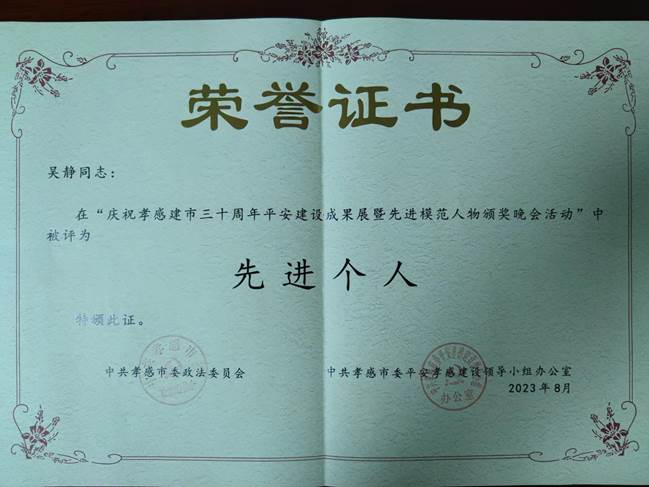 荣誉证书
吴静同志：
在“庆祝孝感建市三十周年平安建设成果展暨先进模范人物颁奖晚会活动”中
被评为
先进个人
特颁此证。
中共孝感市委政法委员会
中共孝感市委平安孝感建设领导小组办公室
办公室
2023年8月